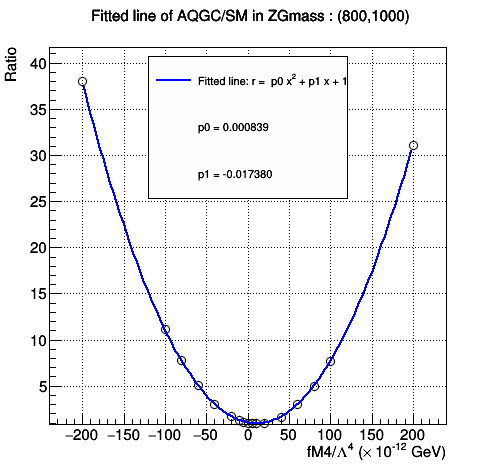 Fitted line of AQGC/SM in ZGmass : (800,1000)
Ratio
40
35
30
25
20
15
10
5
Fitted line: r = p0 x² + p1 x + 1
p0 = 0.000839
p1 = -0.017380
−200 −150 −100 −50 0 50 100 150 200
fM4/Λ⁴ (× 10⁻¹² GeV)